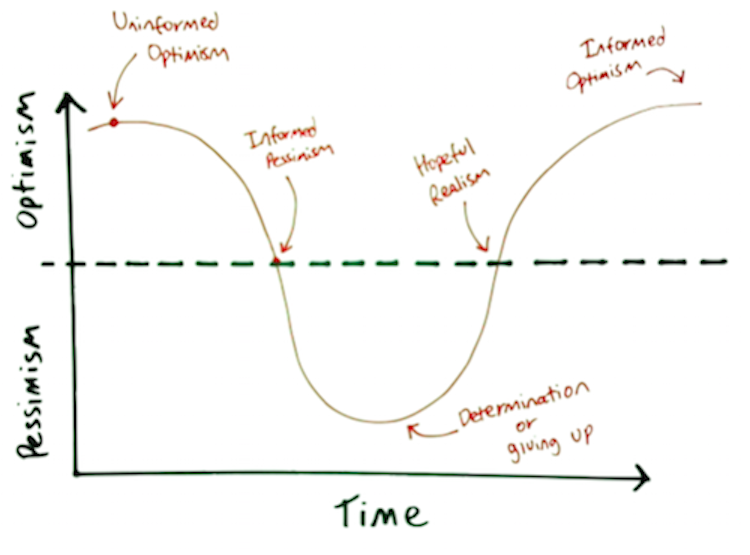 Uninformed
Optimism
Informed
Optimism
Informed
Pessimism
Hopeful
Realism
Optimism
Pessimism
Determination
or
giving up
Time